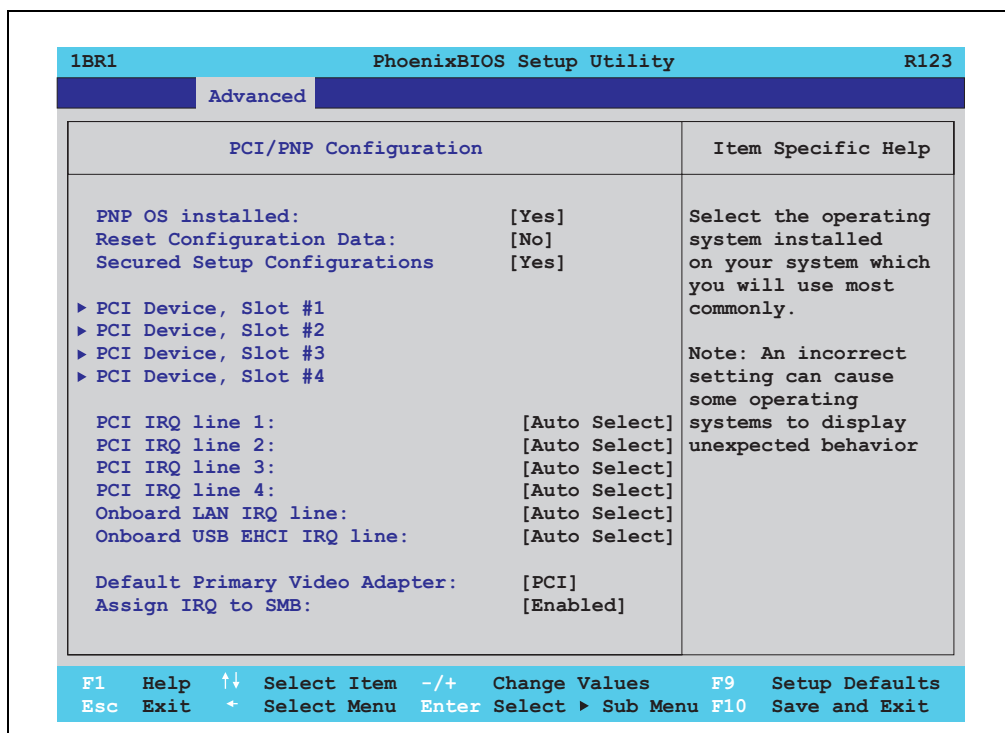 1BR1 PhoenixBIOS Setup Utility R123
Advanced
PCI/PNP Configuration
Item Specific Help
PNP OS installed: [Yes]
Reset Configuration Data: [No]
Secured Setup Configurations [Yes]
▶ PCI Device, Slot #1
▶ PCI Device, Slot #2
▶ PCI Device, Slot #3
▶ PCI Device, Slot #4
PCI IRQ line 1: [Auto Select]
PCI IRQ line 2: [Auto Select]
PCI IRQ line 3: [Auto Select]
PCI IRQ line 4: [Auto Select]
Onboard LAN IRQ line: [Auto Select]
Onboard USB EHCI IRQ line: [Auto Select]
Default Primary Video Adapter: [PCI]
Assign IRQ to SMB: [Enabled]
Select the operating
system installed
on your system which
you will use most
commonly.
Note: An incorrect
setting can cause
some operating
systems to display
unexpected behavior
F1 Help ↑↓ Select Item -/+ Change Values F9 Setup Defaults
Esc Exit ← Select Menu Enter Select ▶ Sub Menu F10 Save and Exit